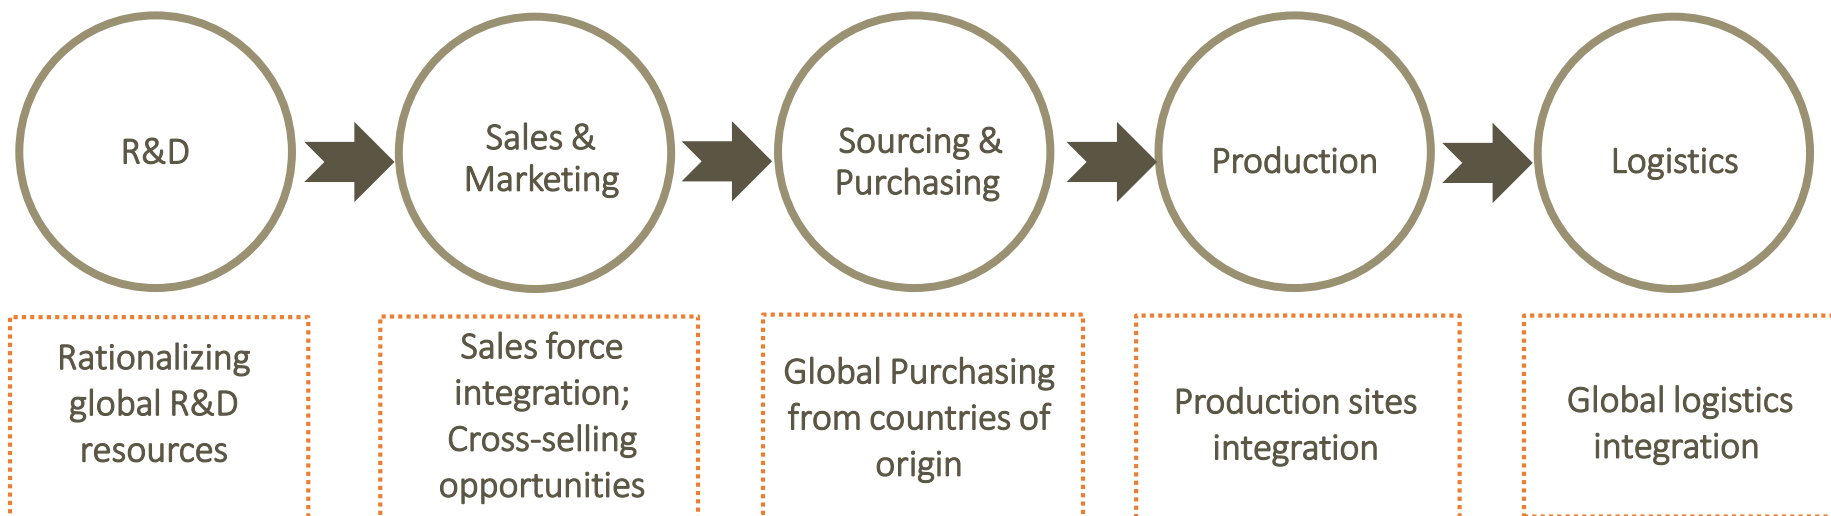 R&D
Sales &
Marketing
Sourcing &
Purchasing
Production
Logistics
Rationalizing
global R&D
resources
Sales force
integration;
Cross-selling
opportunities
Global Purchasing
from countries of
origin
Production sites
integration
Global logistics
integration